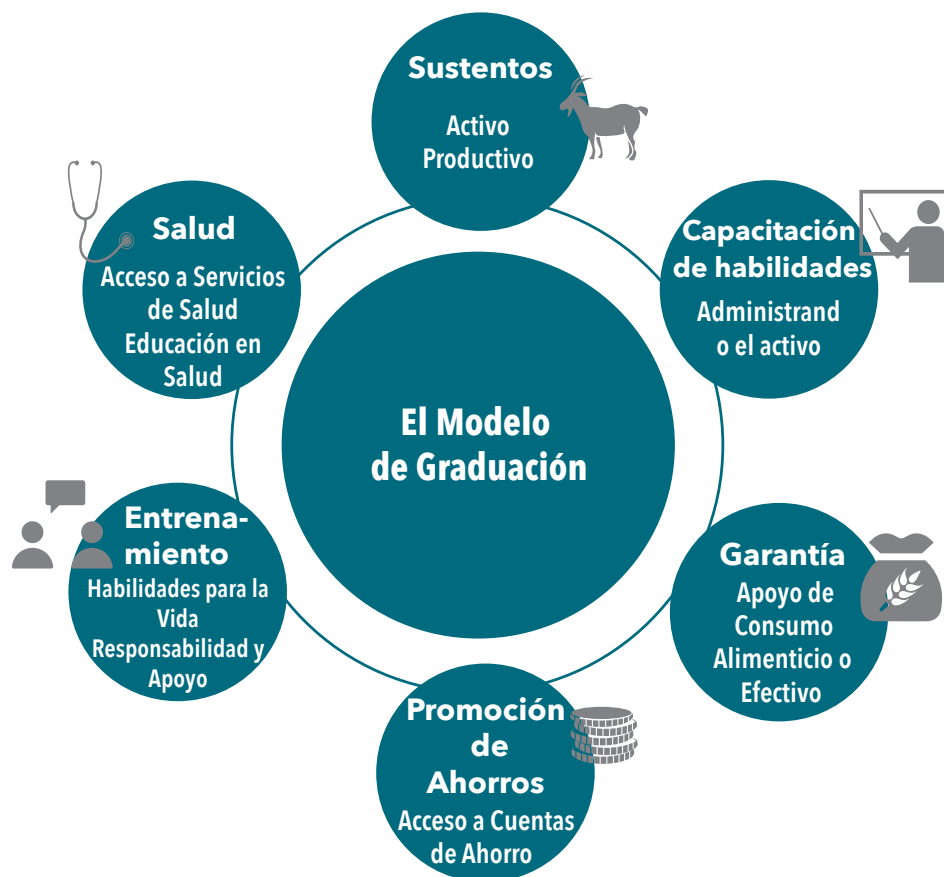 Sustentos
Activo
Productivo
Capacitación
de habilidades
Administrand
o el activo
Garantía
Apoyo de
Consumo
Alimenticio o
Efectivo
Promoción
de
Ahorros
Acceso a Cuentas
de Ahorro
Entrena-
miento
Habilidades para la
Vida
Responsabilidad y
Apoyo
Salud
Acceso a Servicios
de Salud
Educación en
Salud
El Modelo
de Graduación